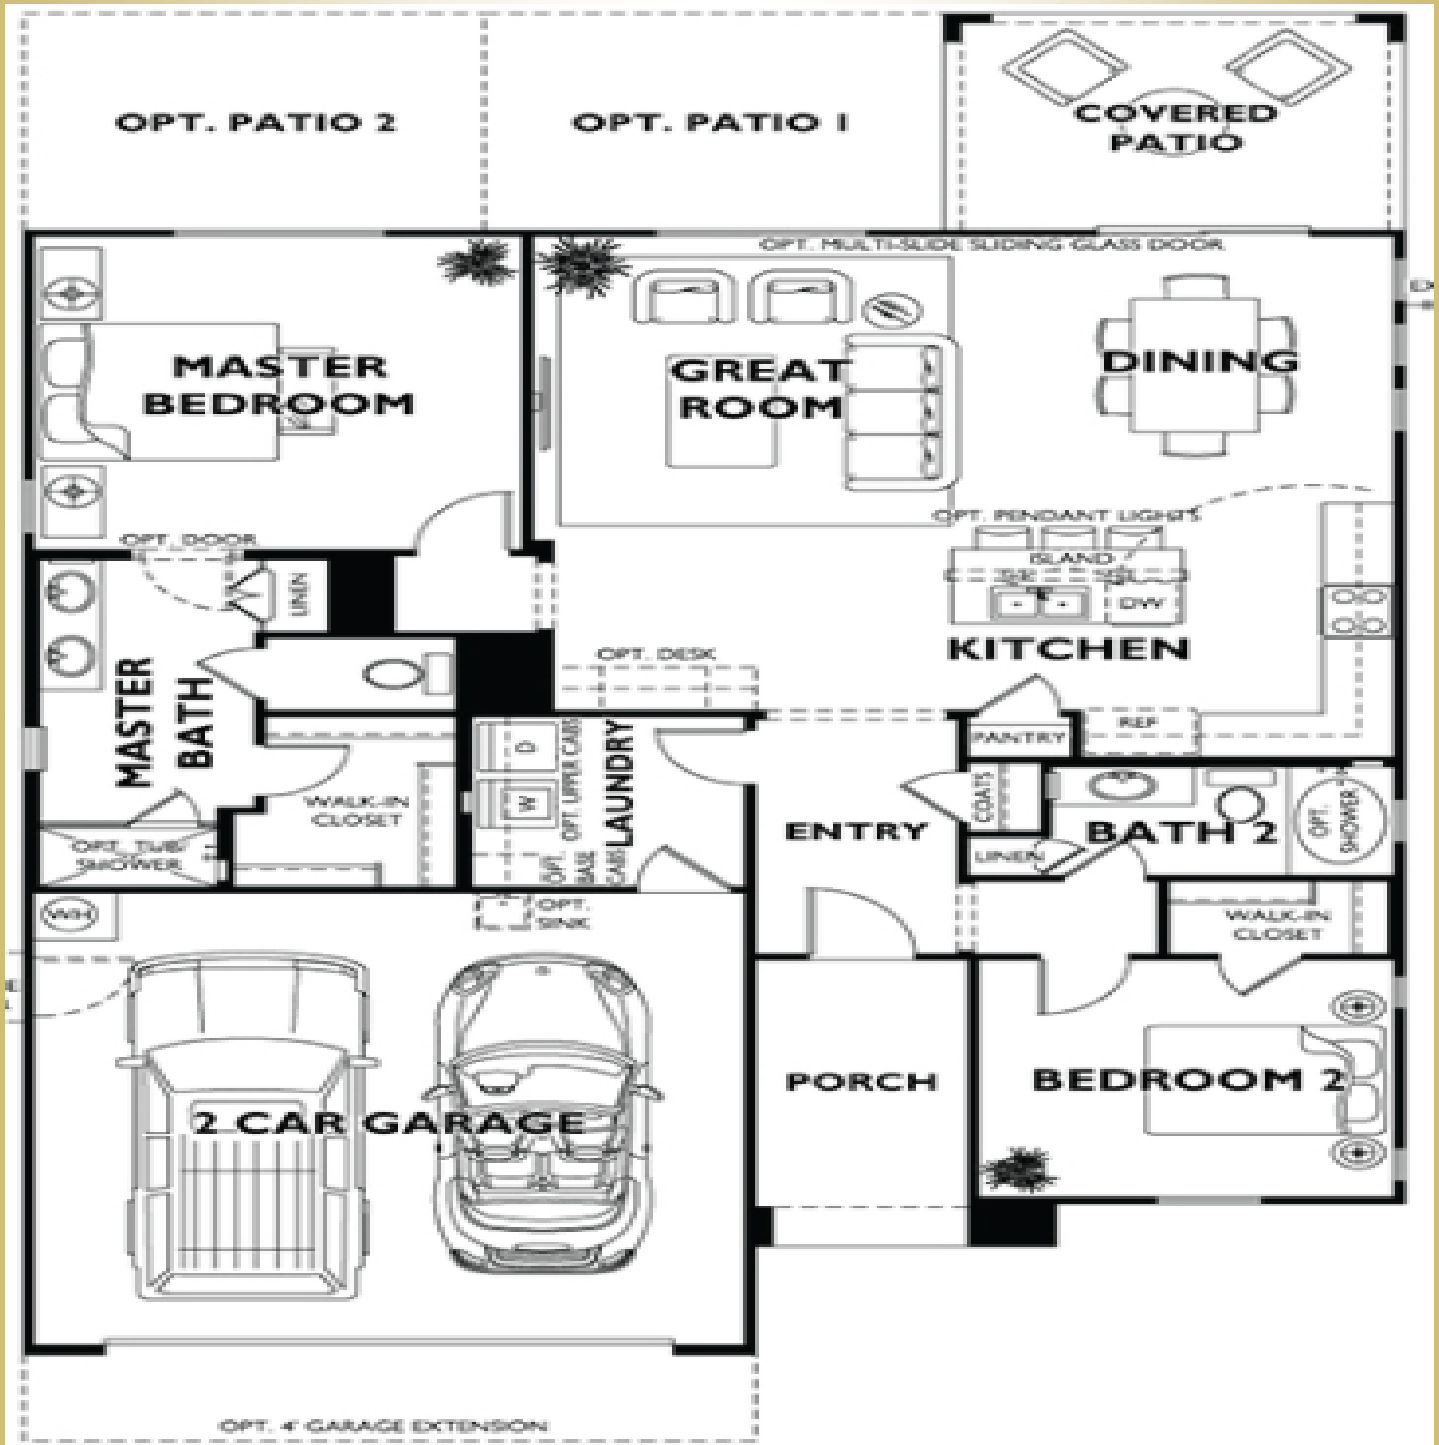 OPT. PATIO 2
OPT. PATIO 1
COVERED
PATIO
OPT. MULTI-SLIDE SLIDING GLASS DOOR
MASTER
BEDROOM
GREAT
ROOM
DINING
OPT. DOOR
OPT. PENDANT LIGHTS
ISLAND
DW
LINEN
KITCHEN
OPT. DESK
MASTER
BATH
REF
PANTRY
D
W
OPT. UPPER CABS
LAUNDRY
WALK-IN
CLOSET
COATS
ENTRY
BATH 2
OPT.
SHOWER
OPT. TUB/
SHOWER
OPT.
BASE
CABS
LINEN
WH
OPT.
SINK
WALK-IN
CLOSET
PORCH
BEDROOM 2
2 CAR GARAGE
OPT. 4' GARAGE EXTENSION